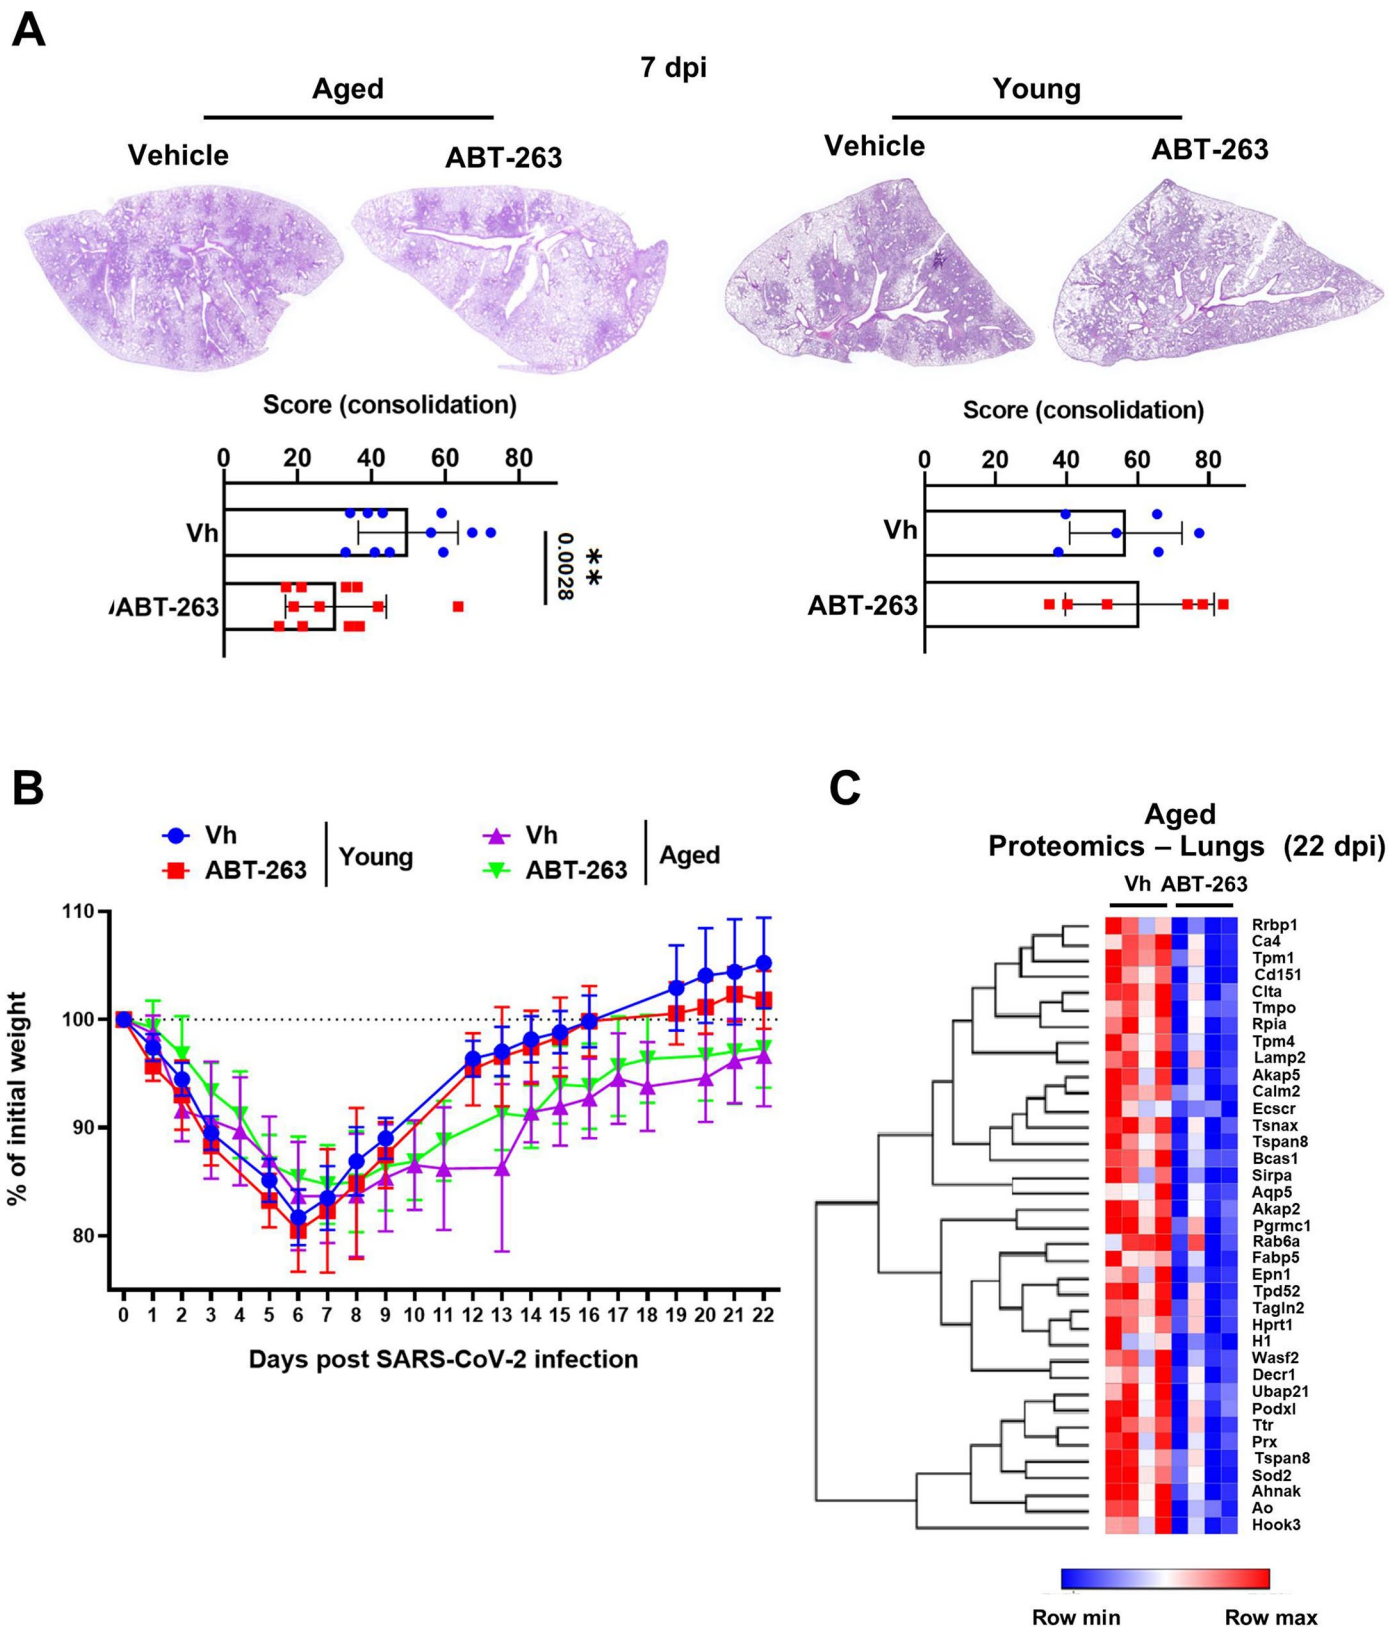 A
7 dpi
Aged
Young
Vehicle
ABT-263
Vehicle
ABT-263
Score (consolidation)
0 20 40 60 80
Vh
ABT-263
0.0028
**
Score (consolidation)
0 20 40 60 80
Vh
ABT-263
B
Vh
ABT-263
Young
Vh
ABT-263
Aged
% of initial weight
110
100
90
80
0 1 2 3 4 5 6 7 8 9 10 11 12 13 14 15 16 17 18 19 20 21 22
Days post SARS-CoV-2 infection
C
Aged
Proteomics – Lungs (22 dpi)
Vh ABT-263
Rrbp1
Ca4
Tpm1
Cd151
Clta
Tmpo
Rpia
Tpm4
Lamp2
Akap5
Calm2
Ecscr
Tsnax
Tspan8
Bcas1
Sirpa
Aqp5
Akap2
Pgrmc1
Rab6a
Fabp5
Epn1
Tpd52
Tagln2
Hprt1
H1
Wasf2
Decr1
Ubap21
Podxl
Ttr
Prx
Tspan8
Sod2
Ahnak
Ao
Hook3
Row min
Row max